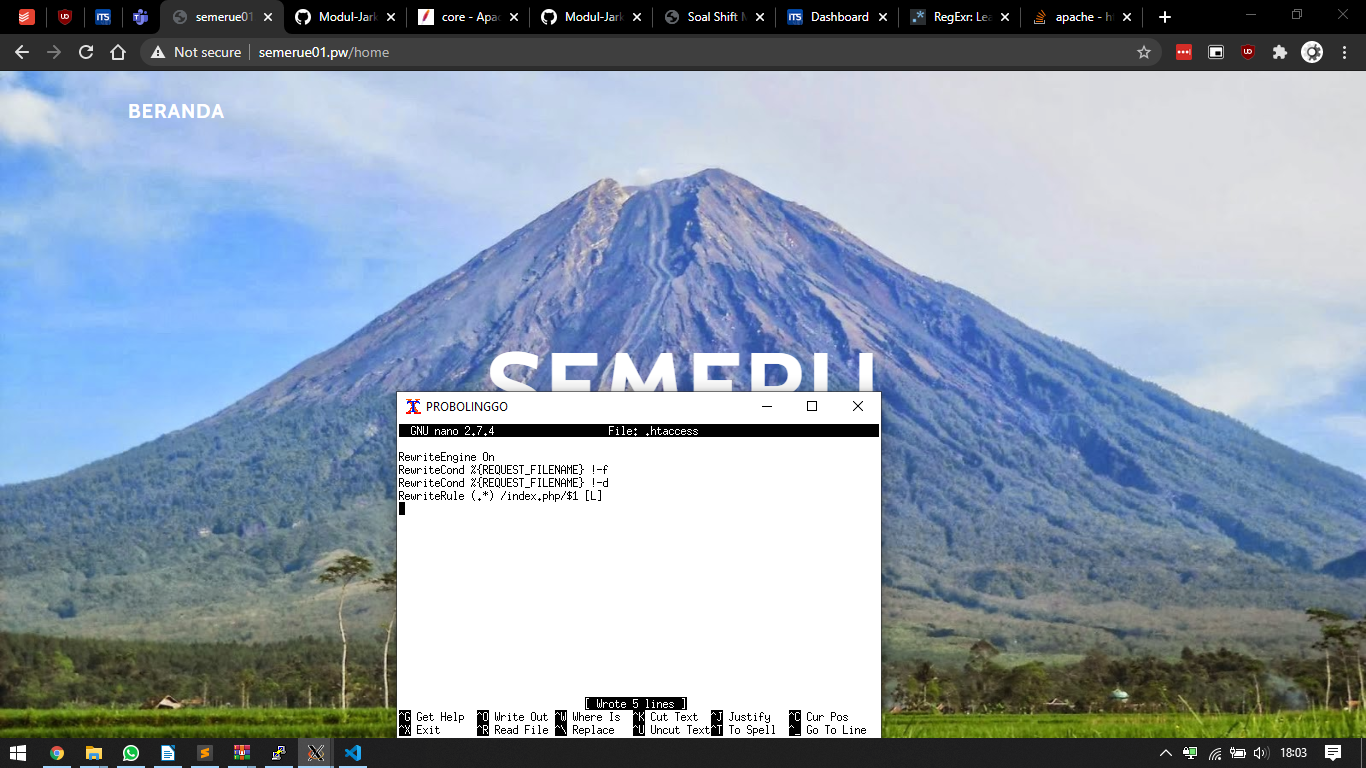 semerue01
Modul-Jark
core - Apac
Modul-Jark
Soal Shift M
ITS
Dashboard
RegExr: Lea
apache - h
Not secure
semerue01.pw/home
BERANDA
SEMERU
PROBOLINGGO
GNU nano 2.7.4
File: .htaccess
RewriteEngine On
RewriteCond %{REQUEST_FILENAME} !-f
RewriteCond %{REQUEST_FILENAME} !-d
RewriteRule (.*) /index.php/$1 [L]
[ Wrote 5 lines ]
^G Get Help ^O Write Out ^W Where Is ^K Cut Text ^J Justify ^C Cur Pos
^X Exit ^R Read File ^\ Replace ^U Uncut Text ^T To Spell ^_ Go To Line
18:03